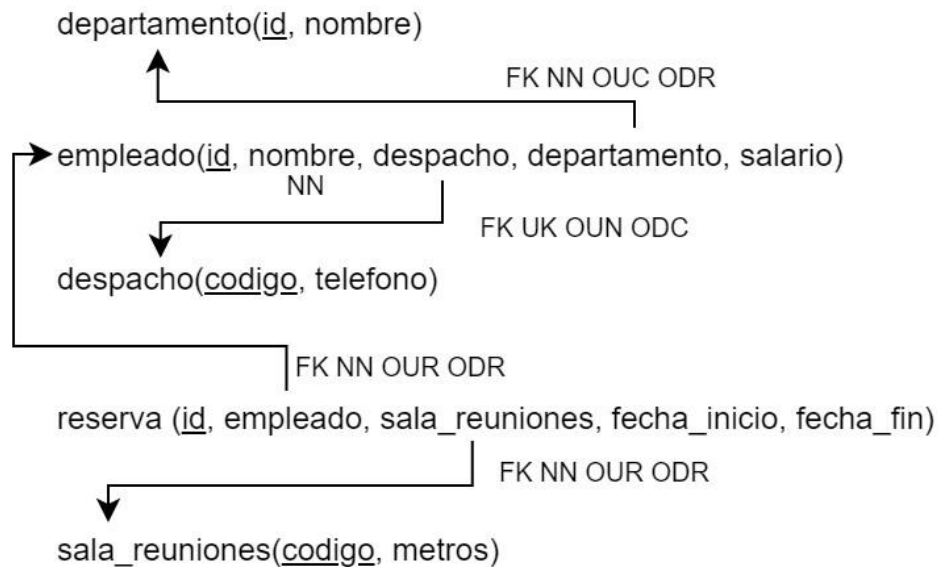 departamento(id, nombre)
FK NN OUC ODR
empleado(id, nombre, despacho, departamento, salario)
NN
FK UK OUN ODC
despacho(codigo, telefono)
FK NN OUR ODR
reserva (id, empleado, sala_reuniones, fecha_inicio, fecha_fin)
FK NN OUR ODR
sala_reuniones(codigo, metros)